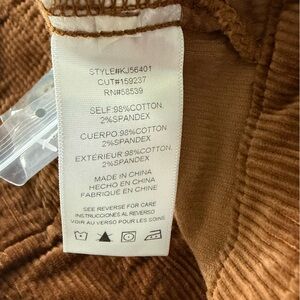 STYLE#KJ56401
CUT#159237
RN#58539
SELF:98%COTTON,
2%SPANDEX
CUERPO:98%COTTON,
2%SPANDEX
EXTÉRIEUR:98%COTTON,
2%SPANDEX
MADE IN CHINA
HECHO EN CHINA
FABRIQUÉ EN CHINE
SEE REVERSE FOR CARE
INSTRUCCIONES AL REVERSO
VOIR AU VERSO POUR LES SOINS